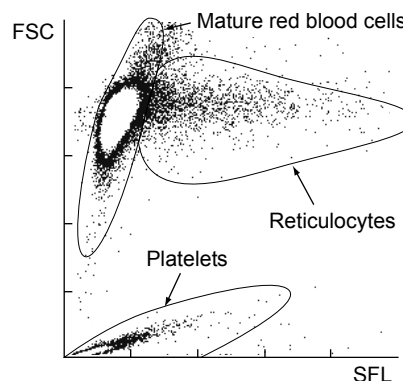 Mature red blood cells
FSC
Reticulocytes
Platelets
SFL